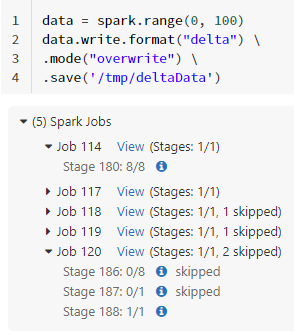 1 data = spark.range(0, 100)
2 data.write.format("delta") \
3 .mode("overwrite") \
4 .save('/tmp/deltaData')
(5) Spark Jobs
Job 114 View (Stages: 1/1)
Stage 180: 8/8
Job 117 View (Stages: 1/1)
Job 118 View (Stages: 1/1, 1 skipped)
Job 119 View (Stages: 1/1, 1 skipped)
Job 120 View (Stages: 1/1, 2 skipped)
Stage 186: 0/8 skipped
Stage 187: 0/1 skipped
Stage 188: 1/1